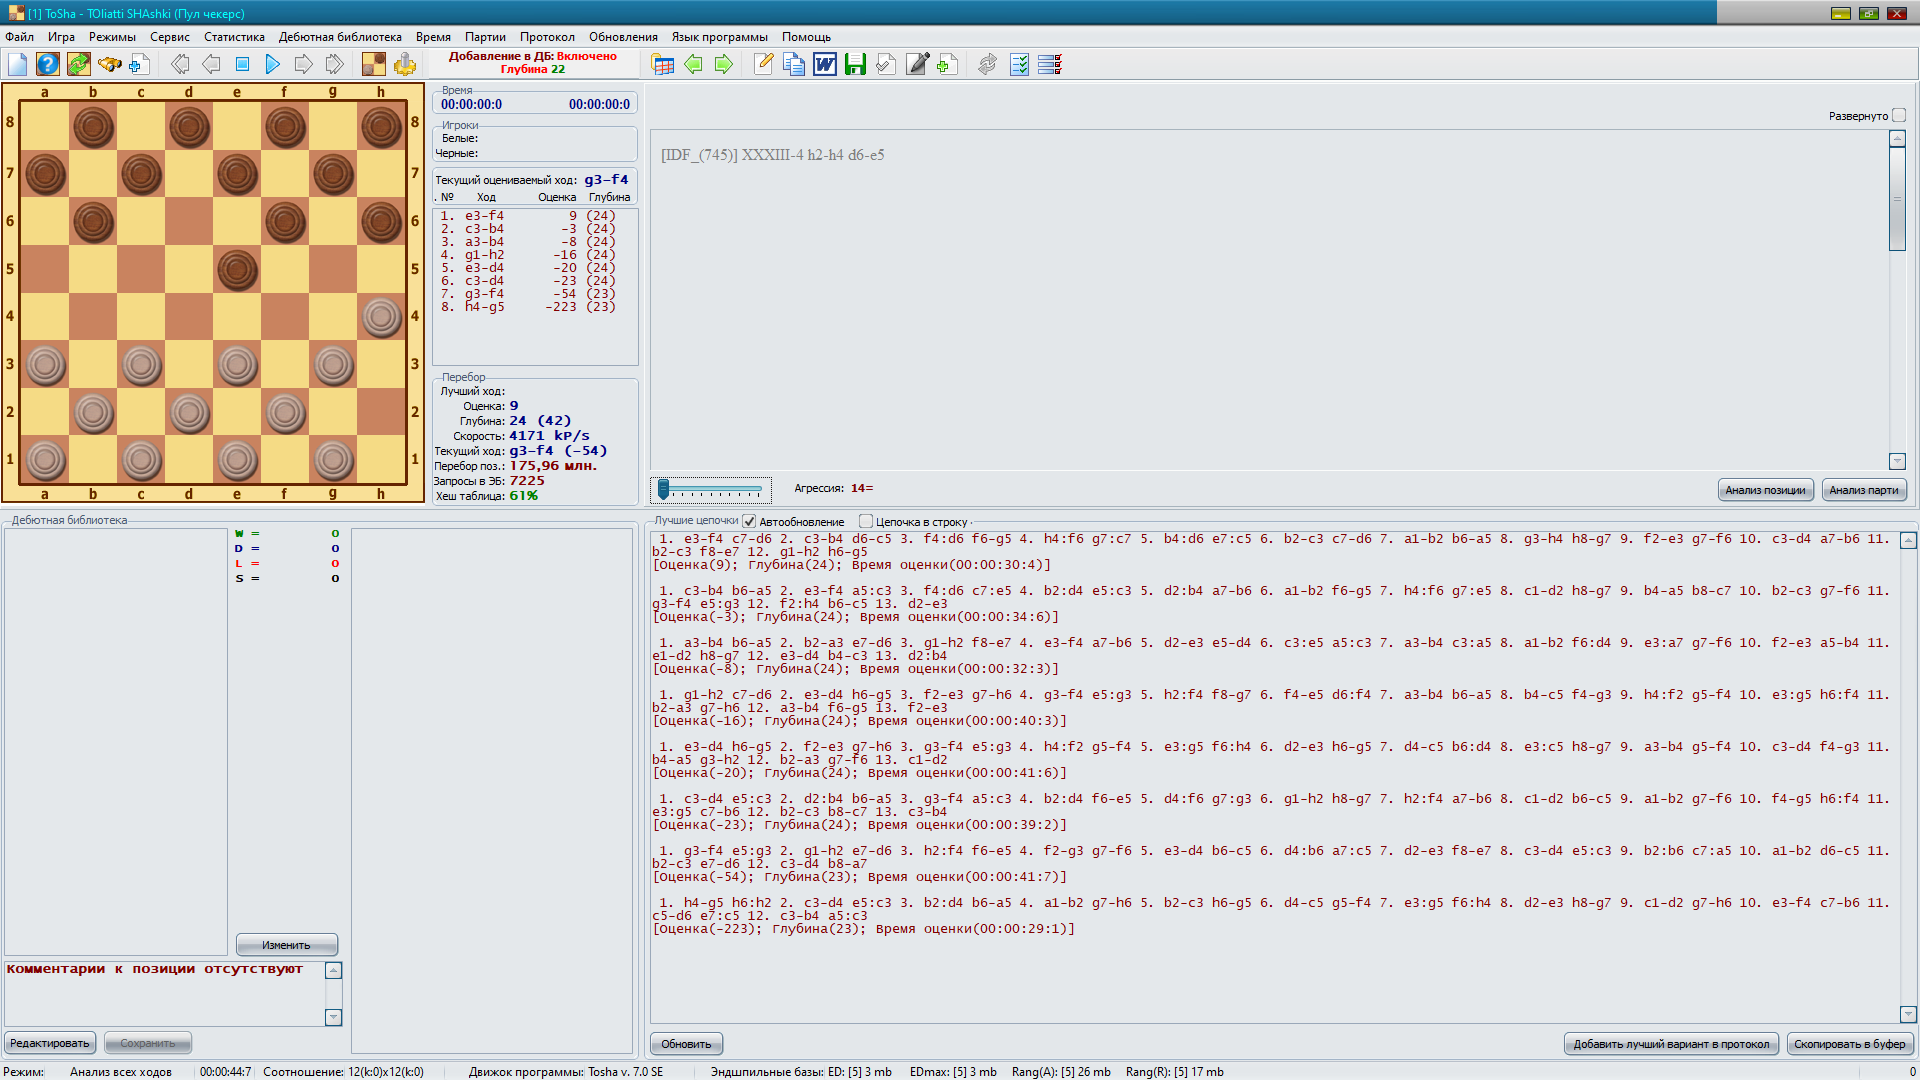 [1] ToSha - TOliatti SHAshki (Пул чекерс)
Файл Игра Режимы Сервис Статистика Дебютная библиотека Время Партии Протокол Обновления Язык программы Помощь
Добавление в ДБ: Включено
Глубина 22
a b c d e f g h
8 8
7 7
6 6
5 5
4 4
3 3
2 2
1 1
a b c d e f g h
Время
00:00:00:0 00:00:00:0
Игроки
Белые:
Черные:
Текущий оцениваемый ход: g3-f4
. № Ход Оценка Глубина
1. e3-f4 9 (24)
2. c3-b4 -3 (24)
3. a3-b4 -8 (24)
4. g1-h2 -16 (24)
5. e3-d4 -20 (24)
6. c3-d4 -23 (24)
7. g3-f4 -54 (23)
8. h4-g5 -223 (23)
Перебор
Лучший ход:
Оценка: 9
Глубина: 24 (42)
Скорость: 4171 kP/s
Текущий ход: g3-f4 (-54)
Перебор поз.: 175,96 млн.
Запросы в ЭБ: 7225
Хеш таблица: 61%
Развернуто
[IDF_(745)] XXXIII-4 h2-h4 d6-e5
Агрессия: 14=
Анализ позиции Анализ парти
Дебютная библиотека
W = 0
D = 0
L = 0
S = 0
Изменить
Комментарии к позиции отсутствуют
Редактировать Сохранить
Лучшие цепочки Автообновление Цепочка в строку
1. e3-f4 c7-d6 2. c3-b4 d6-c5 3. f4:d6 f6-g5 4. h4:f6 g7:c7 5. b4:d6 e7:c5 6. b2-c3 c7-d6 7. a1-b2 b6-a5 8. g3-h4 h8-g7 9. f2-e3 g7-f6 10. c3-d4 a7-b6 11.
b2-c3 f8-e7 12. g1-h2 h6-g5
[Оценка(9); Глубина(24); Время оценки(00:00:30:4)]
1. c3-b4 b6-a5 2. e3-f4 a5:c3 3. f4:d6 c7:e5 4. b2:d4 e5:c3 5. d2:b4 a7-b6 6. a1-b2 f6-g5 7. h4:f6 g7:e5 8. c1-d2 h8-g7 9. b4-a5 b8-c7 10. b2-c3 g7-f6 11.
g3-f4 e5:g3 12. f2:h4 b6-c5 13. d2-e3
[Оценка(-3); Глубина(24); Время оценки(00:00:34:6)]
1. a3-b4 b6-a5 2. b2-a3 e7-d6 3. g1-h2 f8-e7 4. e3-f4 a7-b6 5. d2-e3 e5-d4 6. c3:e5 a5:c3 7. a3-b4 c3:a5 8. a1-b2 f6:d4 9. e3:a7 g7-f6 10. f2-e3 a5-b4 11.
e1-d2 h8-g7 12. e3-d4 b4-c3 13. d2:b4
[Оценка(-8); Глубина(24); Время оценки(00:00:32:3)]
1. g1-h2 c7-d6 2. e3-d4 h6-g5 3. f2-e3 g7-h6 4. g3-f4 e5:g3 5. h2:f4 f8-g7 6. f4-e5 d6:f4 7. a3-b4 b6-a5 8. b4-c5 f4-g3 9. h4:f2 g5-f4 10. e3:g5 h6:f4 11.
b2-a3 g7-h6 12. a3-b4 f6-g5 13. f2-e3
[Оценка(-16); Глубина(24); Время оценки(00:00:40:3)]
1. e3-d4 h6-g5 2. f2-e3 g7-h6 3. g3-f4 e5:g3 4. h4:f2 g5-f4 5. e3:g5 f6:h4 6. d2-e3 h6-g5 7. d4-c5 b6:d4 8. e3:c5 h8-g7 9. a3-b4 g5-f4 10. c3-d4 f4-g3 11.
b4-a5 g3-h2 12. b2-a3 g7-f6 13. c1-d2
[Оценка(-20); Глубина(24); Время оценки(00:00:41:6)]
1. c3-d4 e5:c3 2. d2:b4 b6-a5 3. g3-f4 a5:c3 4. b2:d4 f6-e5 5. d4:f6 g7:g3 6. g1-h2 h8-g7 7. h2:f4 a7-b6 8. c1-d2 b6-c5 9. a1-b2 g7-f6 10. f4-g5 h6:f4 11.
e3:g5 c7-b6 12. b2-c3 b8-c7 13. c3-b4
[Оценка(-23); Глубина(24); Время оценки(00:00:39:2)]
1. g3-f4 e5:g3 2. g1-h2 e7-d6 3. h2:f4 f6-e5 4. f2-g3 g7-f6 5. e3-d4 b6-c5 6. d4:b6 a7:c5 7. d2-e3 f8-e7 8. c3-d4 e5:c3 9. b2:b6 c7:a5 10. a1-b2 d6-c5 11.
b2-c3 e7-d6 12. c3-d4 b8-a7
[Оценка(-54); Глубина(23); Время оценки(00:00:41:7)]
1. h4-g5 h6:h2 2. c3-d4 e5:c3 3. b2:d4 b6-a5 4. a1-b2 g7-h6 5. b2-c3 h6-g5 6. d4-c5 g5-f4 7. e3:g5 f6:h4 8. d2-e3 h8-g7 9. c1-d2 g7-h6 10. e3-f4 c7-b6 11.
c5-d6 e7:c5 12. c3-b4 a5:c3
[Оценка(-223); Глубина(23); Время оценки(00:00:29:1)]
Обновить Добавить лучший вариант в протокол Скопировать в буфер
Режим: Анализ всех ходов 00:00:44:7 Соотношение: 12(k:0)x12(k:0) Движок программы: Tosha v. 7.0 SE Эндшпильные базы: ED: [5] 3 mb EDmax: [5] 3 mb Rang(A): [5] 26 mb Rang(R): [5] 17 mb 0